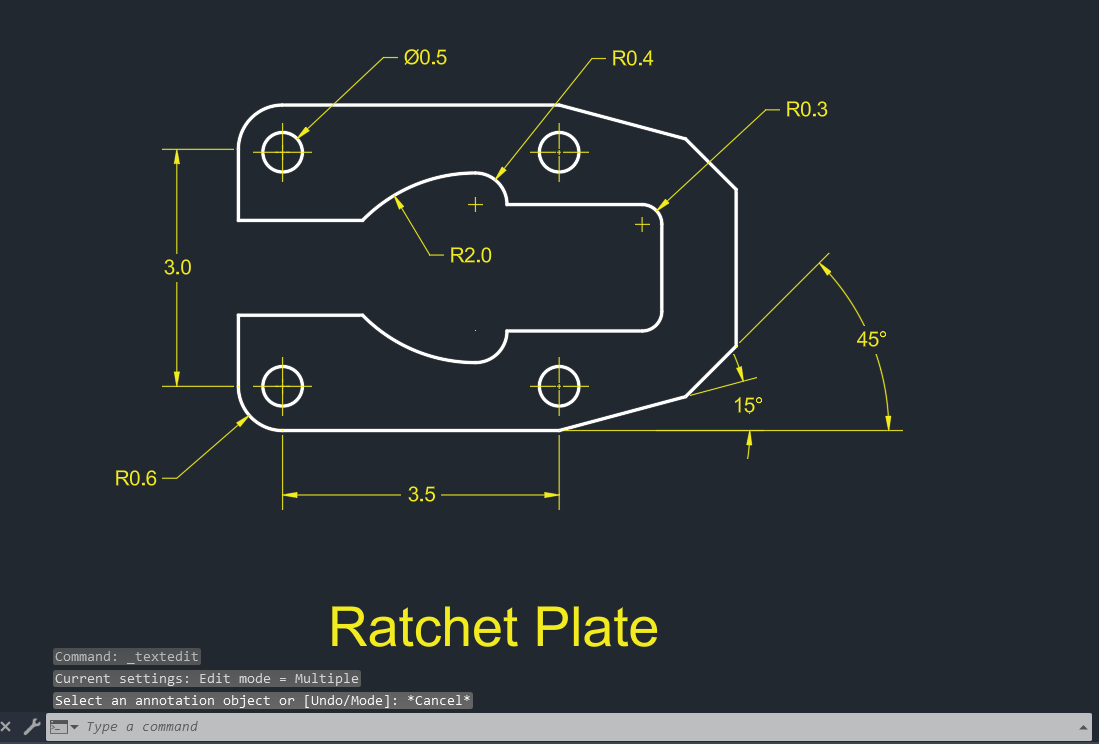 Ø0.5
R0.4
R0.3
R2.0
3.0
45°
15°
R0.6
3.5
Ratchet Plate
Command: _textedit
Current settings: Edit mode = Multiple
Select an annotation object or [Undo/Mode]: *Cancel*
Type a command